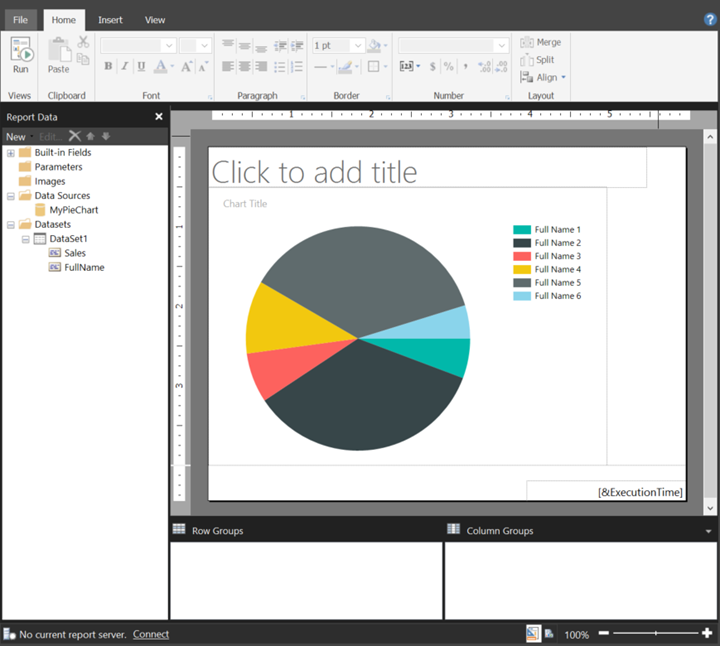 File Home Insert View
Run Paste B I U A A A 1 pt 123 $ % , Merge
Split
Align
Views Clipboard Font Paragraph Border Number Layout
Report Data
New Edit...
Built-in Fields
Parameters
Images
Data Sources
MyPieChart
Datasets
DataSet1
Sales
FullName
1 2 3 4 5
1
2
3
Click to add title
Chart Title
Full Name 1
Full Name 2
Full Name 3
Full Name 4
Full Name 5
Full Name 6
[&ExecutionTime]
Row Groups
Column Groups
No current report server. Connect
100%